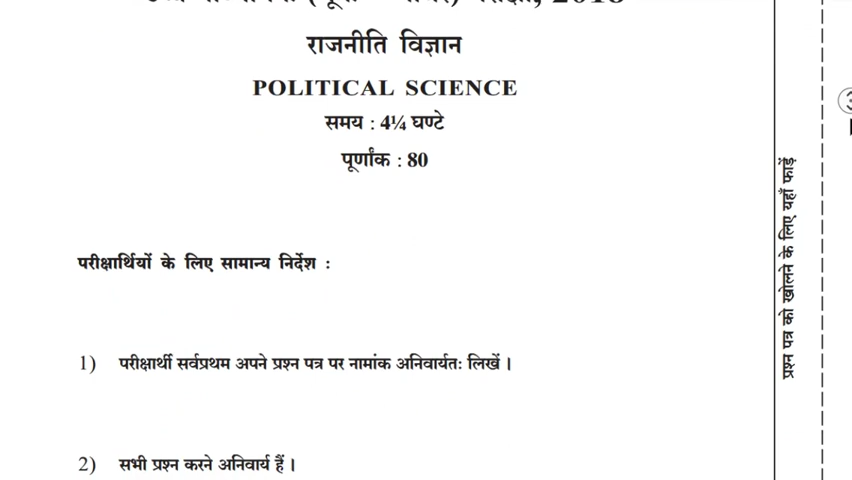 राजनीति विज्ञान
POLITICAL SCIENCE
समय : 4¼ घण्टे
पूर्णांक : 80
परीक्षार्थियों के लिए सामान्य निर्देश :
1) परीक्षार्थी सर्वप्रथम अपने प्रश्न पत्र पर नामांक अनिवार्यतः लिखें।
2) सभी प्रश्न करने अनिवार्य हैं।
प्रश्न पत्र को खोलने के लिए यहाँ फाड़ें